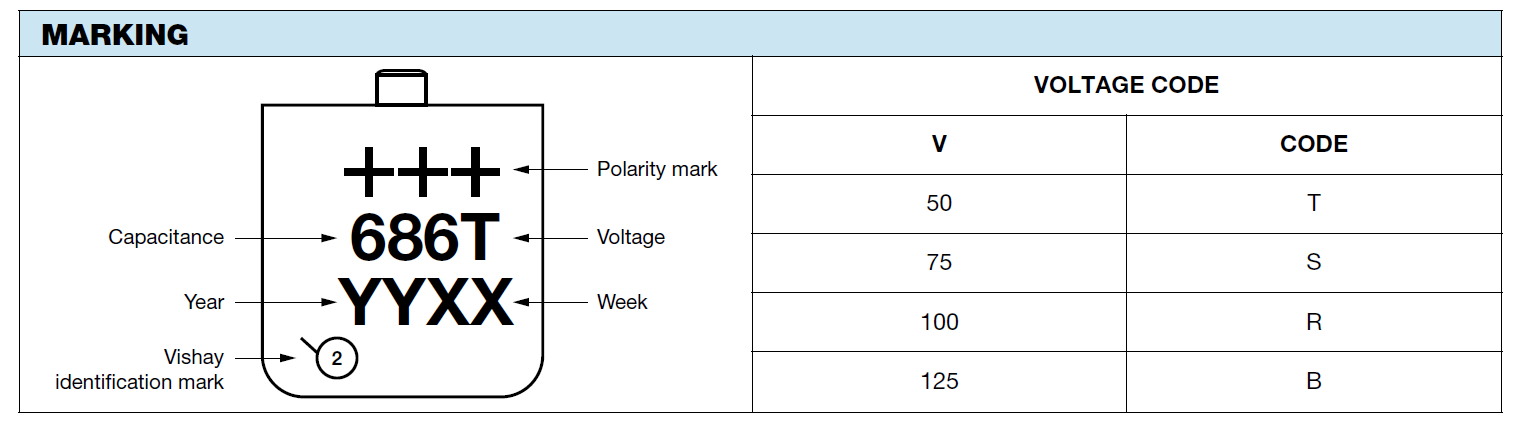 MARKING
+++
Polarity mark
Capacitance
686T
Voltage
Year
YYXX
Week
Vishay
identification mark
2
VOLTAGE CODE
V CODE
50 T
75 S
100 R
125 B